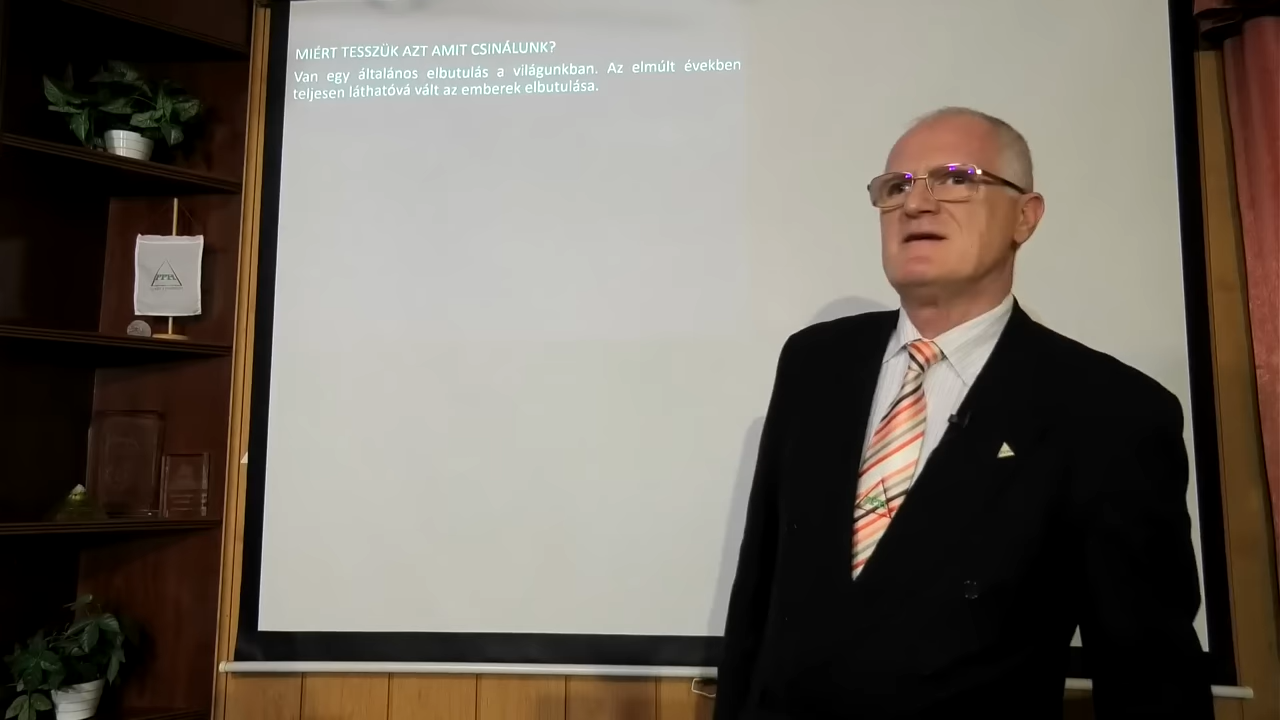 MIÉRT TESSZÜK AZT AMIT CSINÁLUNK?
Van egy általános elbutulás a világunkban. Az elmúlt években
teljesen láthatóvá vált az emberek elbutulása.